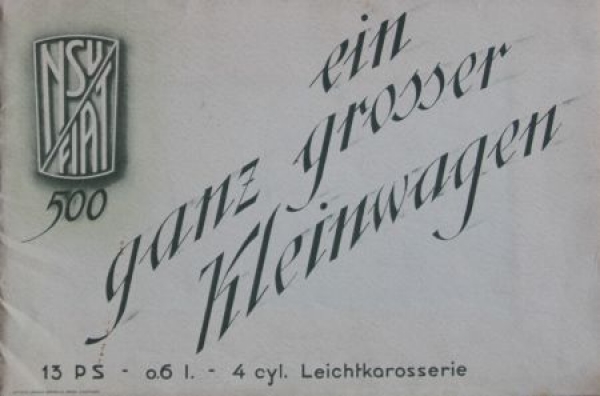 NSU
FIAT
500
ein
ganz grosser
Kleinwagen
13 PS - o.6 l. - 4 cyl. Leichtkarosserie